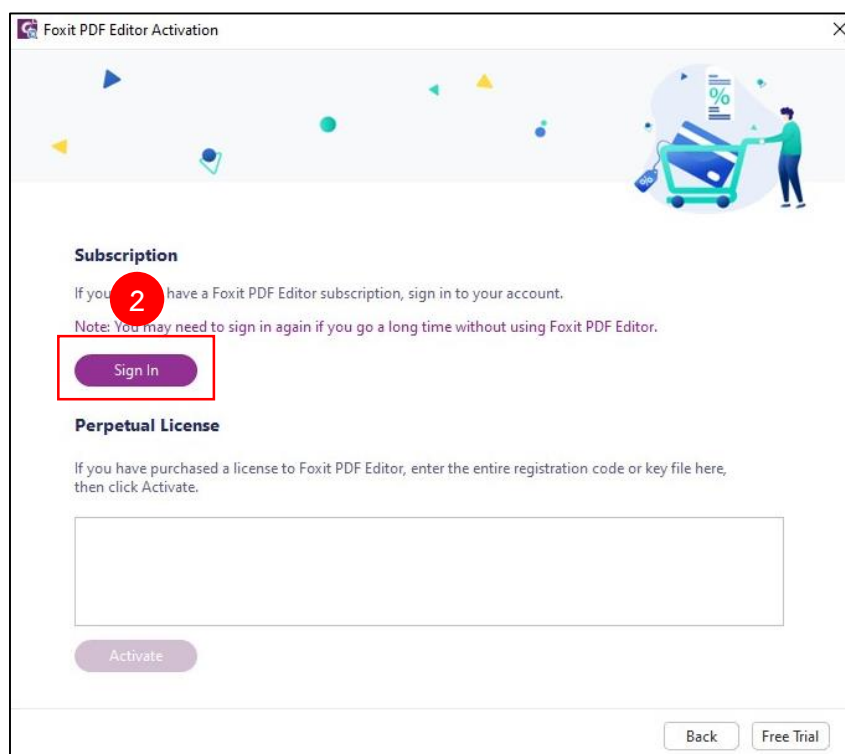 Foxit PDF Editor Activation
%
%
Subscription
If you have a Foxit PDF Editor subscription, sign in to your account.
2
Note: You may need to sign in again if you go a long time without using Foxit PDF Editor.
Sign In
Perpetual License
If you have purchased a license to Foxit PDF Editor, enter the entire registration code or key file here,
then click Activate.
Activate
Back
Free Trial